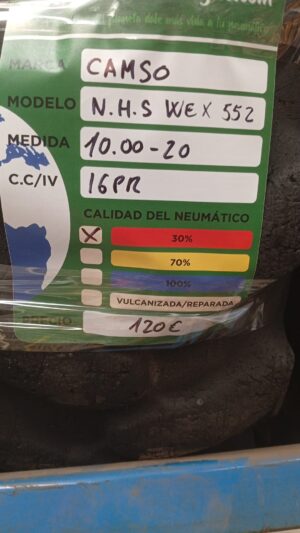 MARCA CAMSO
MODELO N.H.S WEX 552
MEDIDA 10.00-20
C.C/IV 16PR
CALIDAD DEL NEUMÁTICO
X 30%
70%
100%
VULCANIZADA/REPARADA
PRECIO 120€